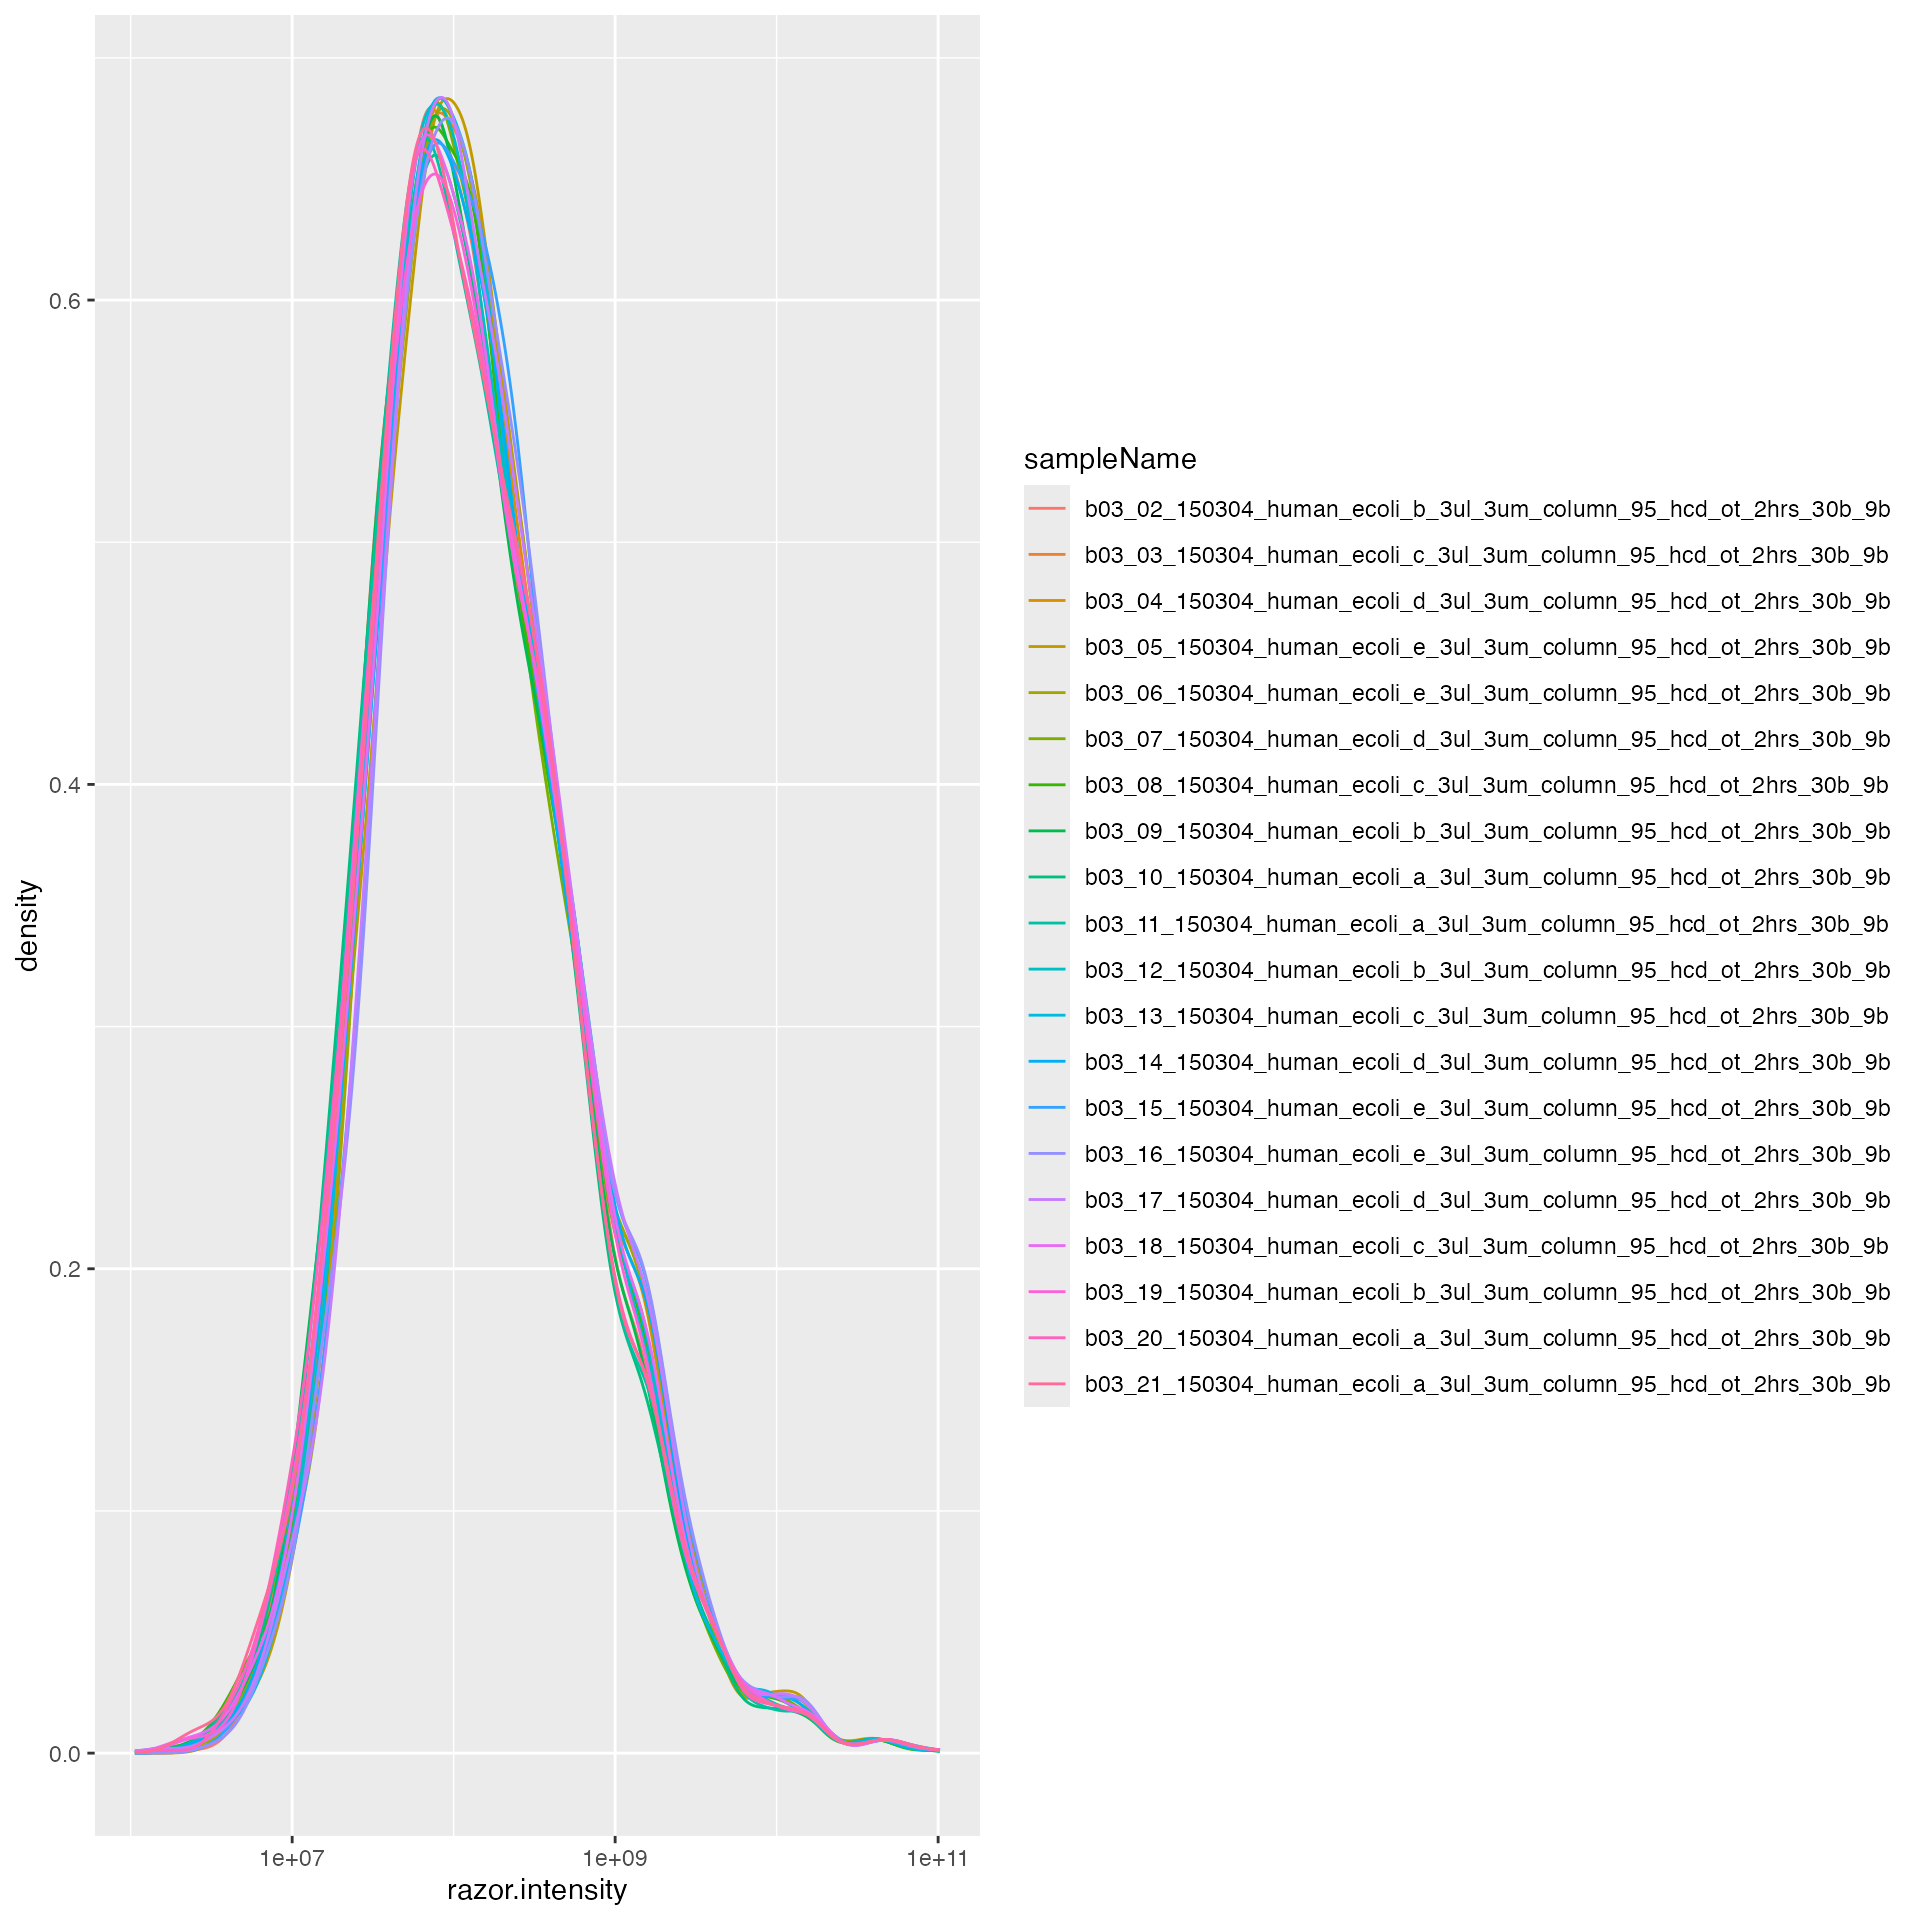 density
0.6
0.4
0.2
0.0
1e+07 1e+09 1e+11
razor.intensity
sampleName
b03_02_150304_human_ecoli_b_3ul_3um_column_95_hcd_ot_2hrs_30b_9b
b03_03_150304_human_ecoli_c_3ul_3um_column_95_hcd_ot_2hrs_30b_9b
b03_04_150304_human_ecoli_d_3ul_3um_column_95_hcd_ot_2hrs_30b_9b
b03_05_150304_human_ecoli_e_3ul_3um_column_95_hcd_ot_2hrs_30b_9b
b03_06_150304_human_ecoli_e_3ul_3um_column_95_hcd_ot_2hrs_30b_9b
b03_07_150304_human_ecoli_d_3ul_3um_column_95_hcd_ot_2hrs_30b_9b
b03_08_150304_human_ecoli_c_3ul_3um_column_95_hcd_ot_2hrs_30b_9b
b03_09_150304_human_ecoli_b_3ul_3um_column_95_hcd_ot_2hrs_30b_9b
b03_10_150304_human_ecoli_a_3ul_3um_column_95_hcd_ot_2hrs_30b_9b
b03_11_150304_human_ecoli_a_3ul_3um_column_95_hcd_ot_2hrs_30b_9b
b03_12_150304_human_ecoli_b_3ul_3um_column_95_hcd_ot_2hrs_30b_9b
b03_13_150304_human_ecoli_c_3ul_3um_column_95_hcd_ot_2hrs_30b_9b
b03_14_150304_human_ecoli_d_3ul_3um_column_95_hcd_ot_2hrs_30b_9b
b03_15_150304_human_ecoli_e_3ul_3um_column_95_hcd_ot_2hrs_30b_9b
b03_16_150304_human_ecoli_e_3ul_3um_column_95_hcd_ot_2hrs_30b_9b
b03_17_150304_human_ecoli_d_3ul_3um_column_95_hcd_ot_2hrs_30b_9b
b03_18_150304_human_ecoli_c_3ul_3um_column_95_hcd_ot_2hrs_30b_9b
b03_19_150304_human_ecoli_b_3ul_3um_column_95_hcd_ot_2hrs_30b_9b
b03_20_150304_human_ecoli_a_3ul_3um_column_95_hcd_ot_2hrs_30b_9b
b03_21_150304_human_ecoli_a_3ul_3um_column_95_hcd_ot_2hrs_30b_9b